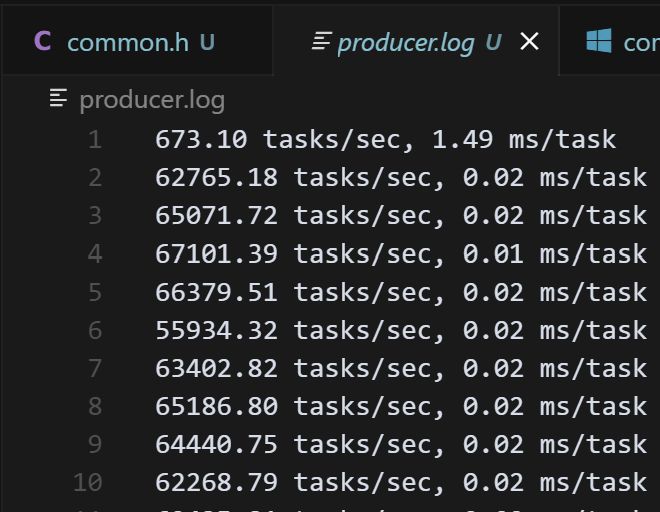 C common.h U
producer.log U
cor
producer.log
1 673.10 tasks/sec, 1.49 ms/task
2 62765.18 tasks/sec, 0.02 ms/task
3 65071.72 tasks/sec, 0.02 ms/task
4 67101.39 tasks/sec, 0.01 ms/task
5 66379.51 tasks/sec, 0.02 ms/task
6 55934.32 tasks/sec, 0.02 ms/task
7 63402.82 tasks/sec, 0.02 ms/task
8 65186.80 tasks/sec, 0.02 ms/task
9 64440.75 tasks/sec, 0.02 ms/task
10 62268.79 tasks/sec, 0.02 ms/task